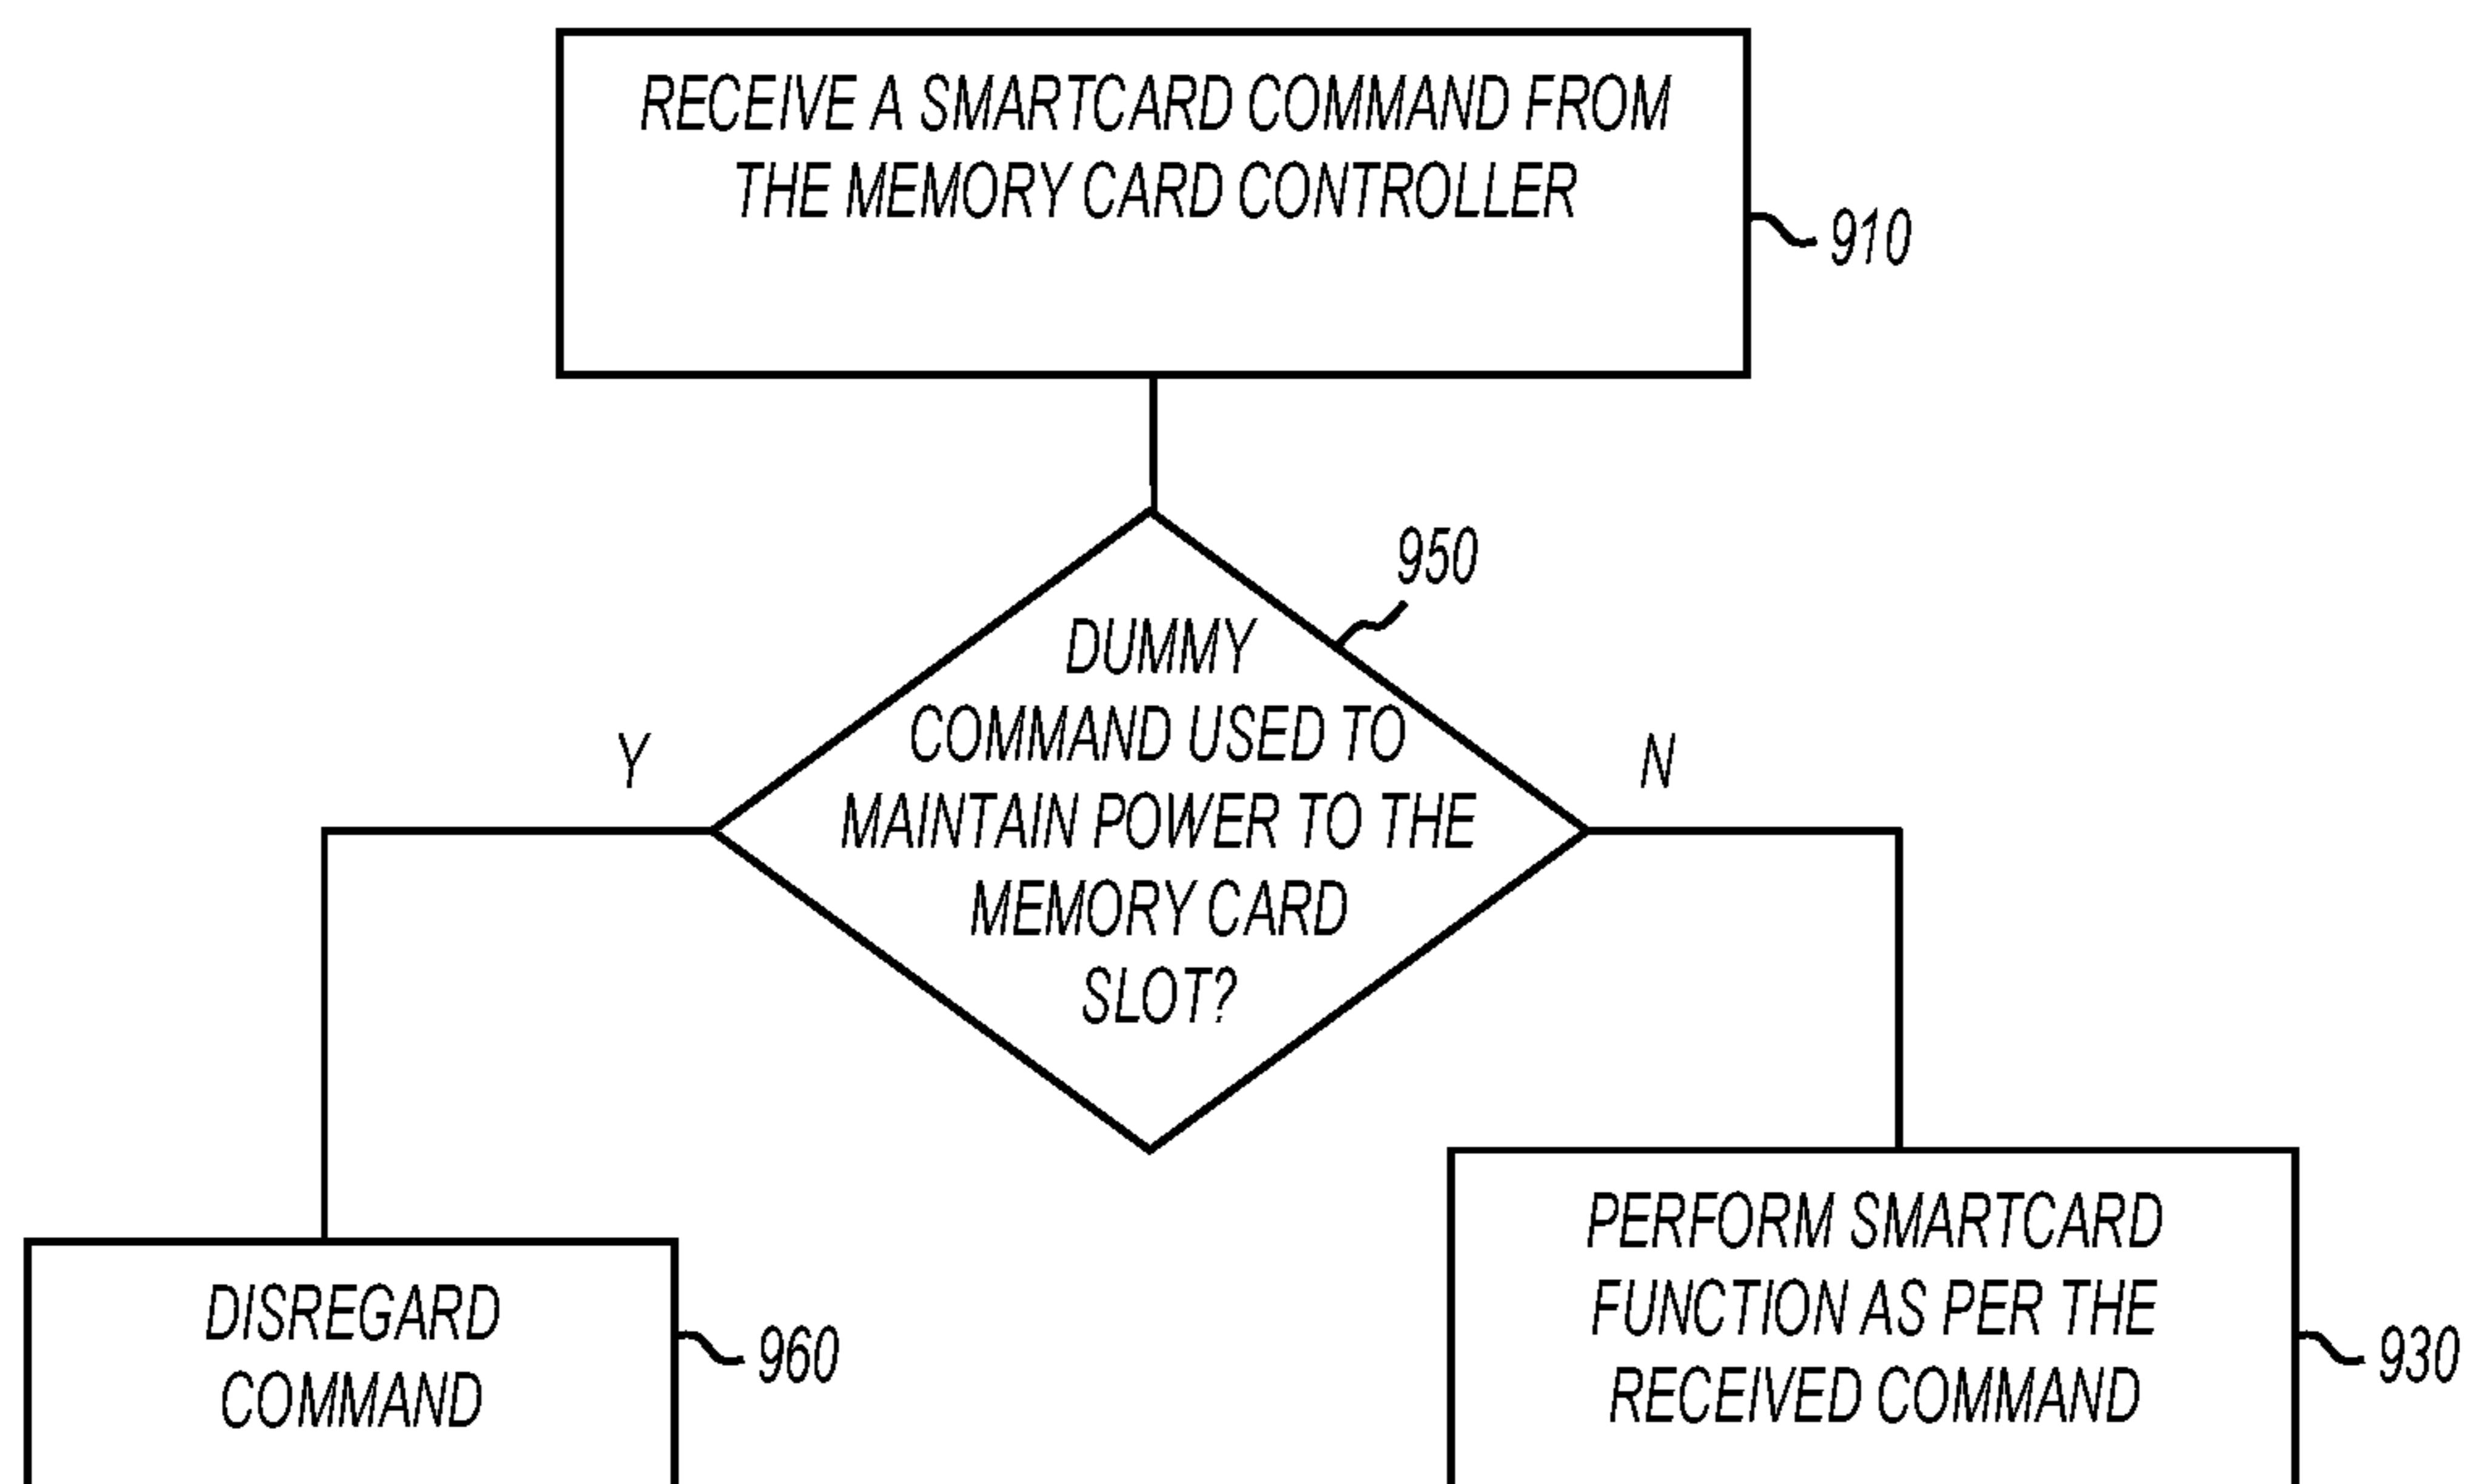 RECEIVE A SMARTCARD COMMAND FROM
THE MEMORY CARD CONTROLLER
910
950
DUMMY
COMMAND USED TO
MAINTAIN POWER TO THE
MEMORY CARD
SLOT?
Y
N
DISREGARD
COMMAND
960
PERFORM SMARTCARD
FUNCTION AS PER THE
RECEIVED COMMAND
930